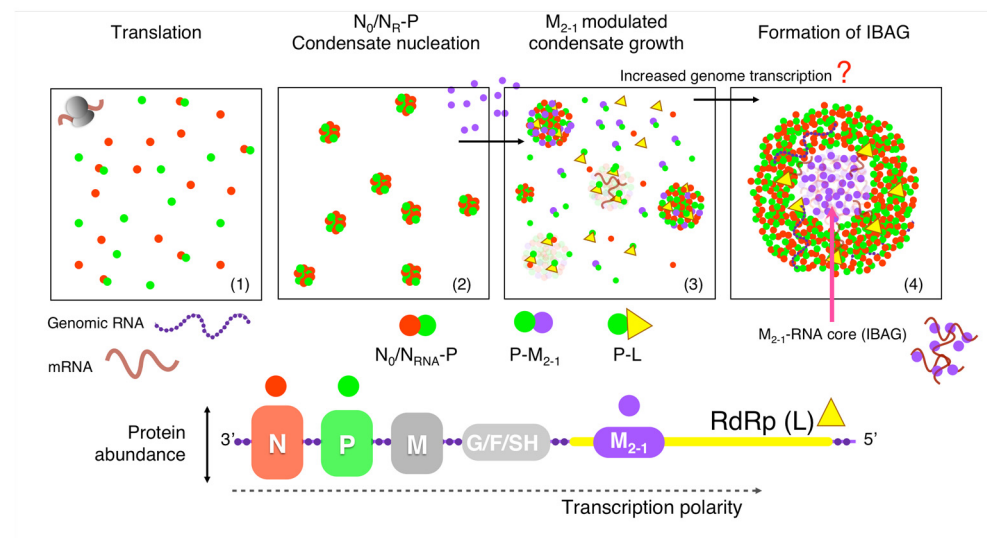 Translation
N₀/Nᵣ-P
Condensate nucleation
M₂₋₁ modulated
condensate growth
Formation of IBAG
Increased genome transcription ?
(1)
(2)
(3)
(4)
Genomic RNA
mRNA
N₀/N_RNA-P
P-M₂₋₁
P-L
M₂₋₁-RNA core (IBAG)
Protein
abundance
3’
N
P
M
G/F/SH
M₂₋₁
RdRp (L)
5’
Transcription polarity